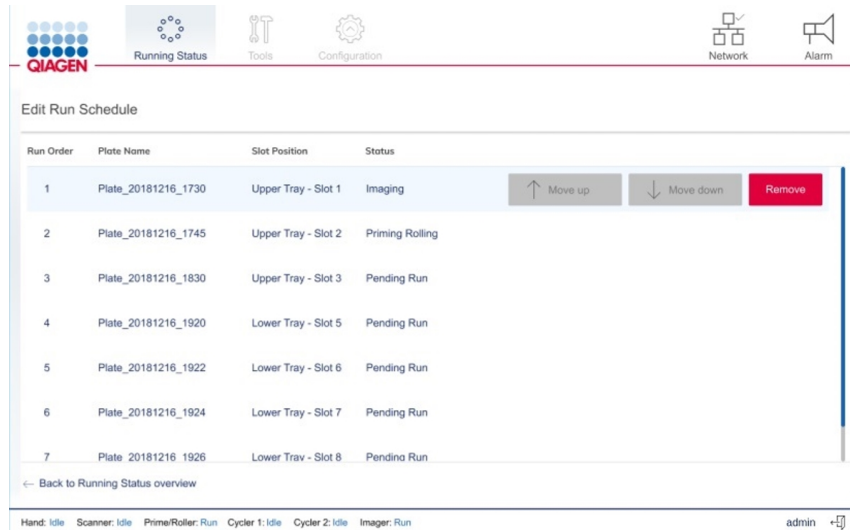 QIAGEN
Running Status
Tools
Configuration
Network
Alarm
Edit Run Schedule
Run Order Plate Name Slot Position Status
1 Plate_20181216_1730 Upper Tray - Slot 1 Imaging Move up Move down Remove
2 Plate_20181216_1745 Upper Tray - Slot 2 Priming Rolling
3 Plate_20181216_1830 Upper Tray - Slot 3 Pending Run
4 Plate_20181216_1920 Lower Tray - Slot 5 Pending Run
5 Plate_20181216_1922 Lower Tray - Slot 6 Pending Run
6 Plate_20181216_1924 Lower Tray - Slot 7 Pending Run
7 Plate_20181216_1926 Lower Tray - Slot 8 Pending Run
← Back to Running Status overview
Hand: Idle Scanner: Idle Prime/Roller: Run Cycler 1: Idle Cycler 2: Idle Imager: Run admin